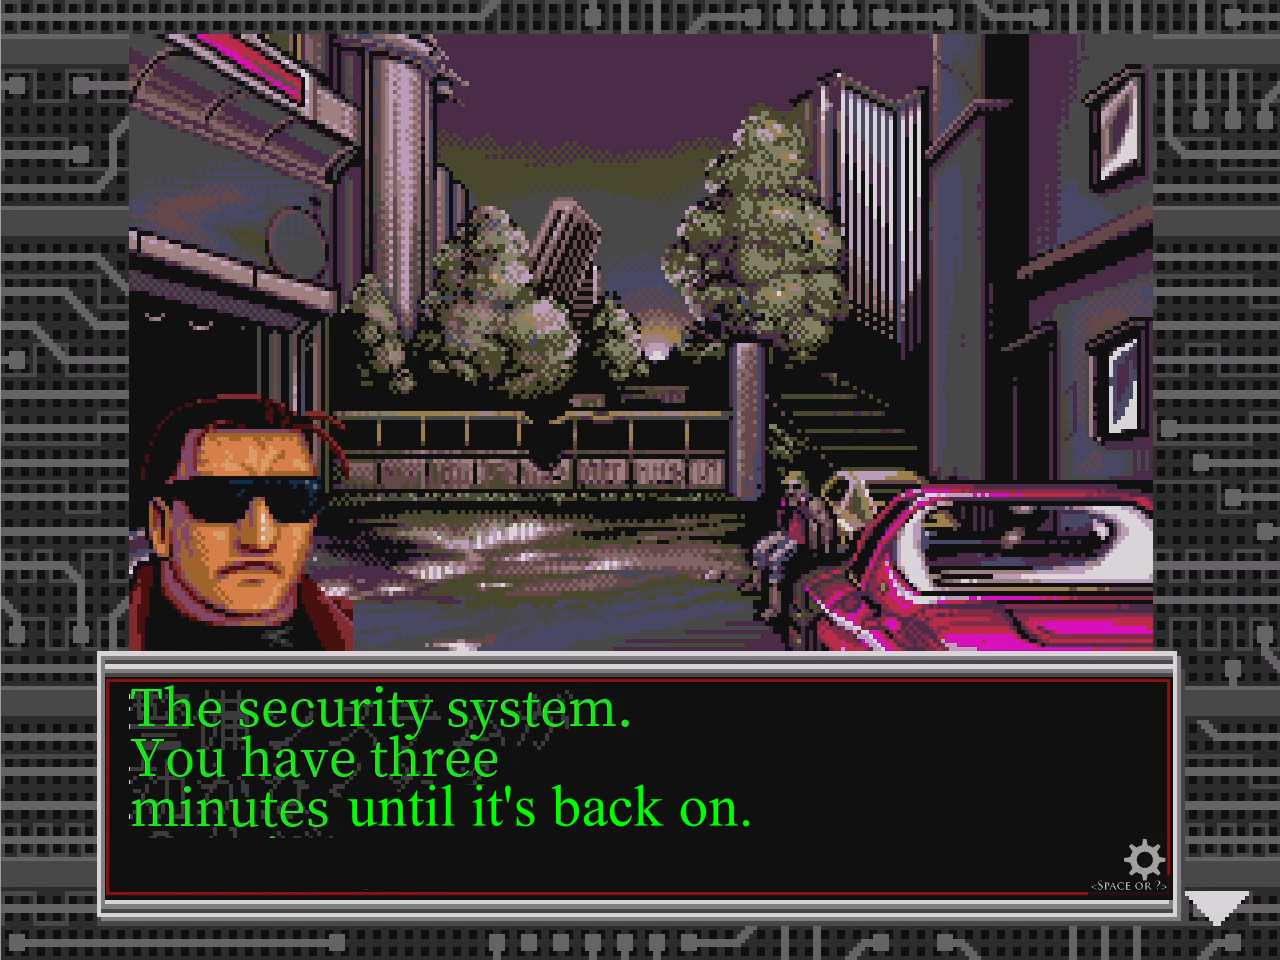 The security system.
You have three
minutes until it's back on.
<Space or ?>